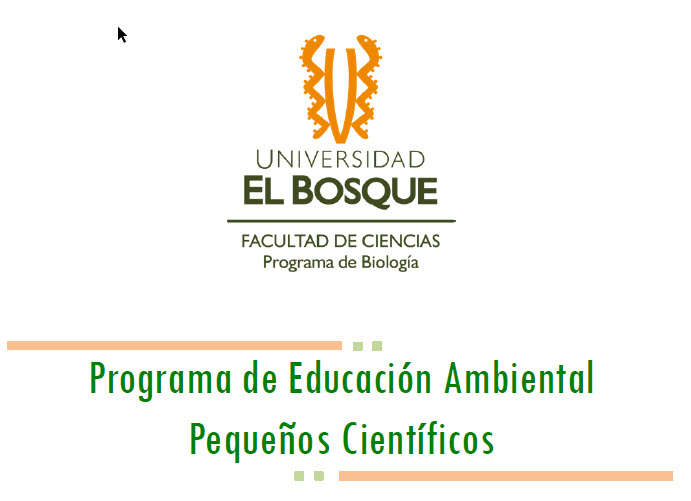 UNIVERSIDAD
EL BOSQUE
FACULTAD DE CIENCIAS
Programa de Biología
Programa de Educación Ambiental
Pequeños Científicos